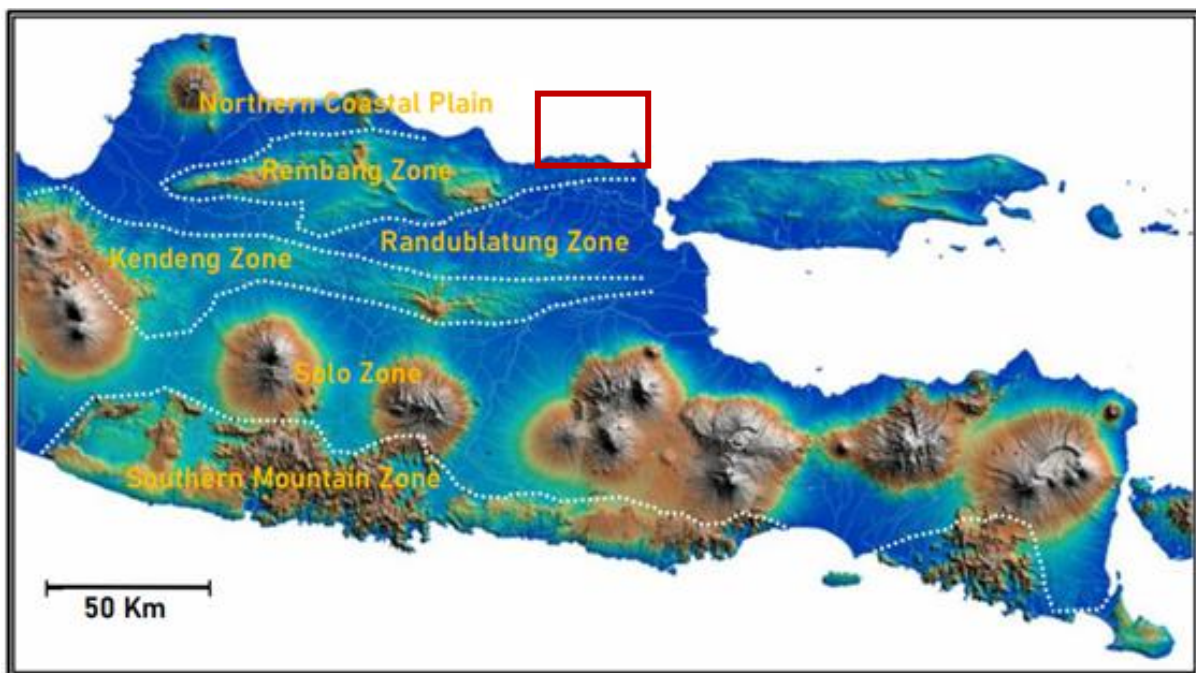 Northern Coastal Plain
Rembang Zone
Randublatung Zone
Kendeng Zone
Solo Zone
Southern Mountain Zone
50 Km